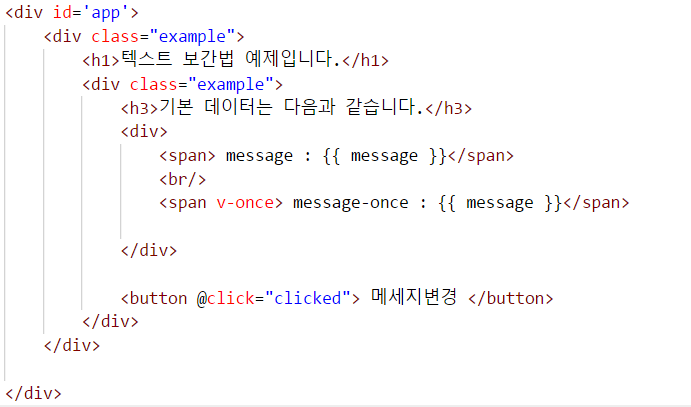 <div id='app'>
<div class="example">
<h1>텍스트 보간법 예제입니다.</h1>
<div class="example">
<h3>기본 데이터는 다음과 같습니다.</h3>
<div>
<span> message : {{ message }}</span>
<br/>
<span v-once> message-once : {{ message }}</span>
</div>
<button @click="clicked"> 메세지변경 </button>
</div>
</div>
</div>